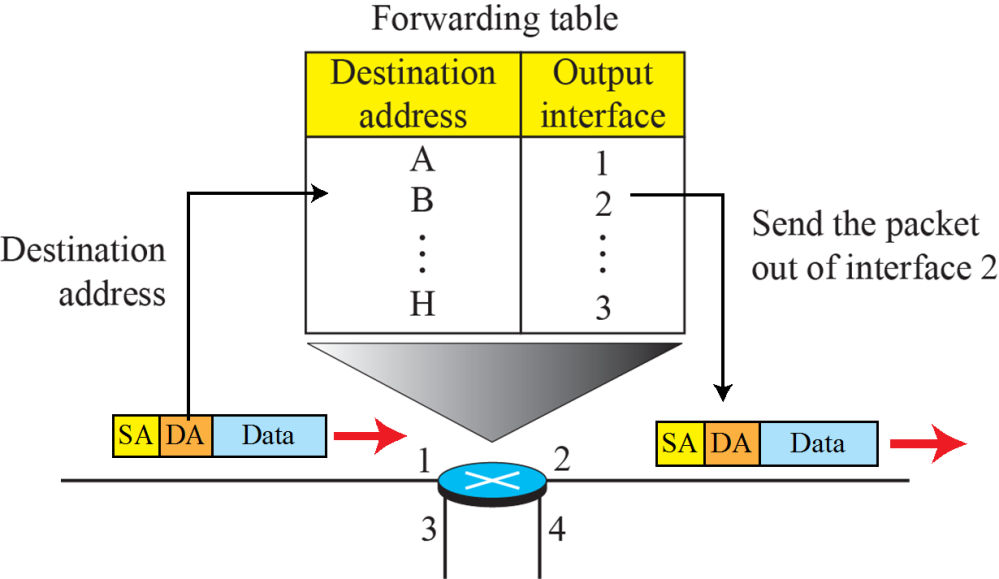 Forwarding table
Destination address
Output interface
A 1
B 2
⋮ ⋮
H 3
Destination
address
Send the packet
out of interface 2
SA DA Data
SA DA Data
1 2
3 4